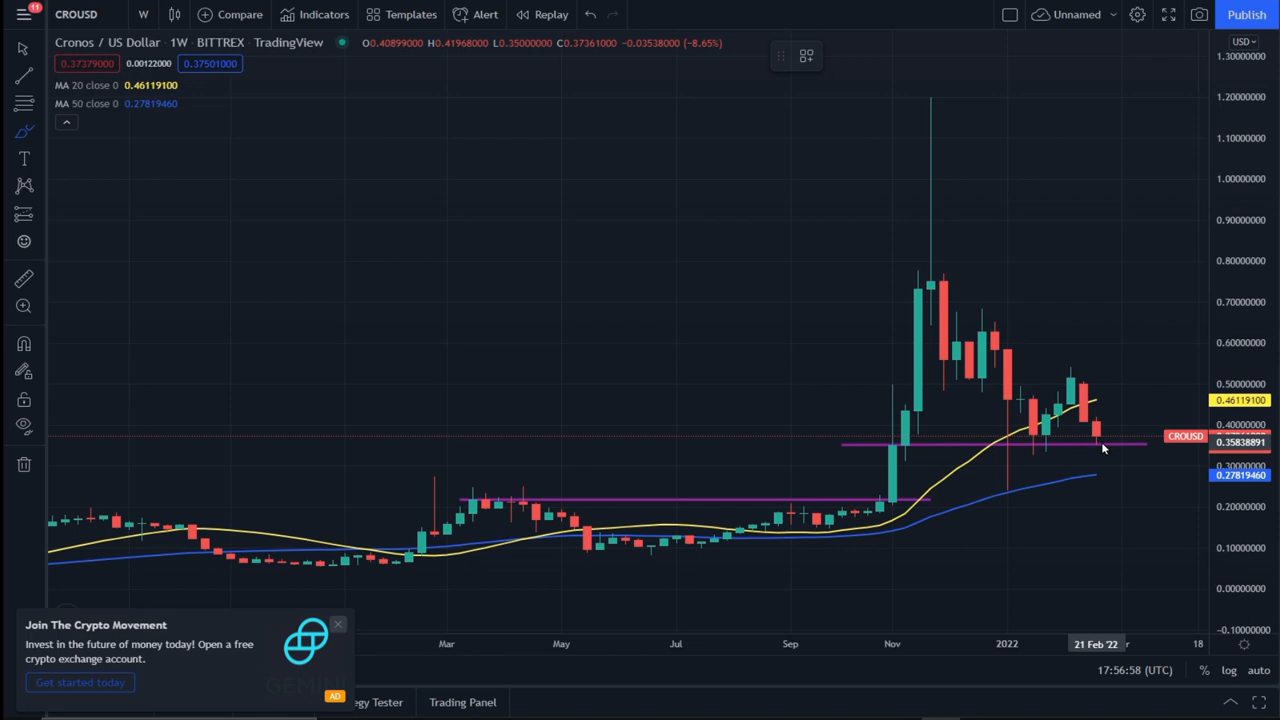 11
CROUSD W Compare Indicators Templates Alert Replay Unnamed Publish
Cronos / US Dollar · 1W · BITTREX · TradingView O0.40899000 H0.41968000 L0.35000000 C0.37361000 −0.03538000 (−8.65%) USD
0.37379000 0.00122000 0.37501000
MA 20 close 0 0.46119100
MA 50 close 0 0.27819460
1.30000000
1.20000000
1.10000000
1.00000000
0.90000000
0.80000000
0.70000000
0.60000000
0.50000000
0.46119100
0.40000000
CROUSD
0.35838891
0.30000000
0.27819460
0.20000000
0.10000000
0.00000000
-0.10000000
Mar May Jul Sep Nov 2022 21 Feb '22 18
Join The Crypto Movement
Invest in the future of money today! Open a free
crypto exchange account.
Get started today
AD
17:56:58 (UTC) % log auto
egy Tester Trading Panel